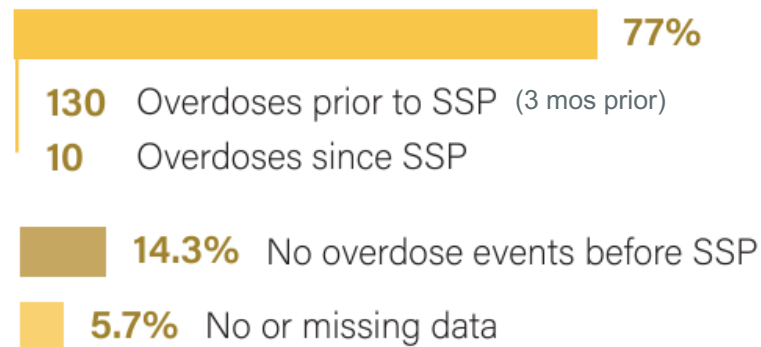 77%
130 Overdoses prior to SSP (3 mos prior)
10 Overdoses since SSP
14.3% No overdose events before SSP
5.7% No or missing data